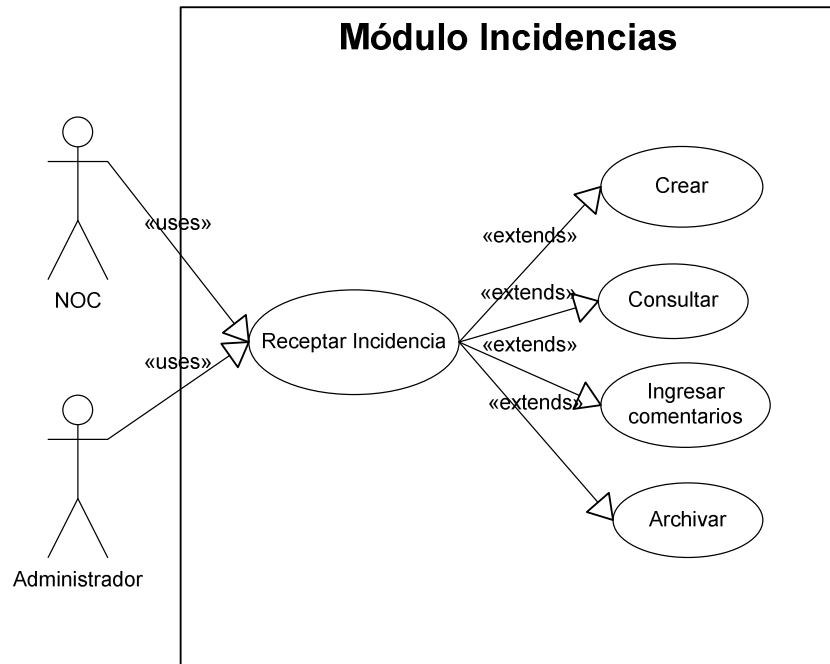 Módulo Incidencias
Crear
«uses»
«extends»
NOC
«extends»
Consultar
Receptar Incidencia
«extends»
«uses»
Ingresar
comentarios
«extends»
Archivar
Administrador